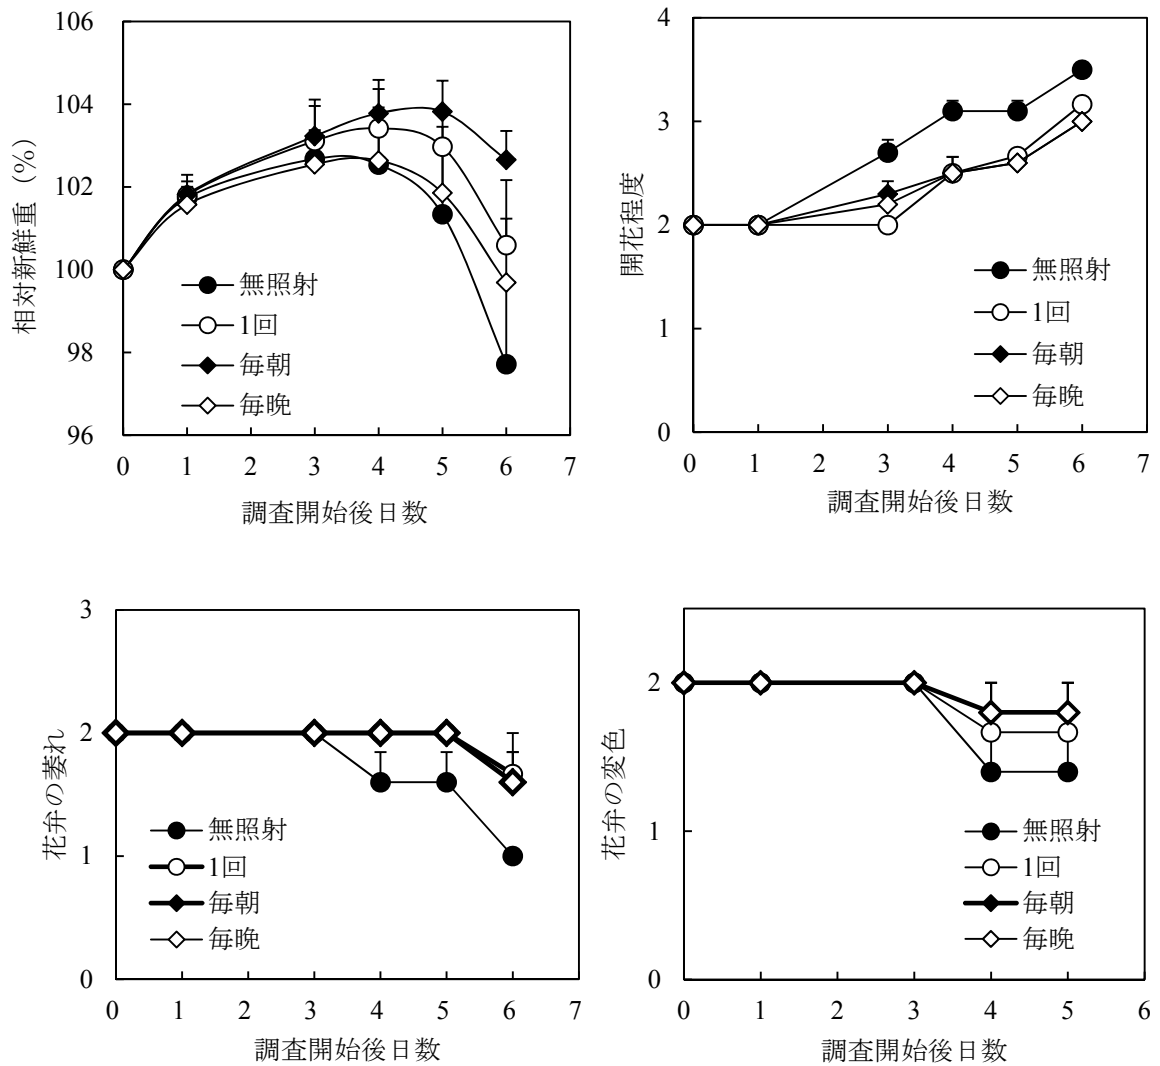 相対新鮮重（%）
106
104
102
100
98
96
無照射
1回
毎朝
毎晩
0 1 2 3 4 5 6 7
調査開始後日数
開花程度
4
3
2
1
0
無照射
1回
毎朝
毎晩
0 1 2 3 4 5 6 7
調査開始後日数
花弁の萎れ
3
2
1
0
無照射
1回
毎朝
毎晩
0 1 2 3 4 5 6 7
調査開始後日数
花弁の変色
2
1
0
無照射
1回
毎朝
毎晩
0 1 2 3 4 5 6
調査開始後日数